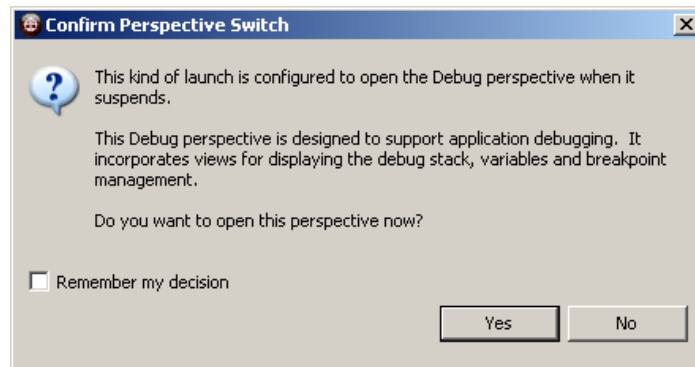 Confirm Perspective Switch
This kind of launch is configured to open the Debug perspective when it
suspends.
This Debug perspective is designed to support application debugging. It
incorporates views for displaying the debug stack, variables and breakpoint
management.
Do you want to open this perspective now?
Remember my decision
Yes No